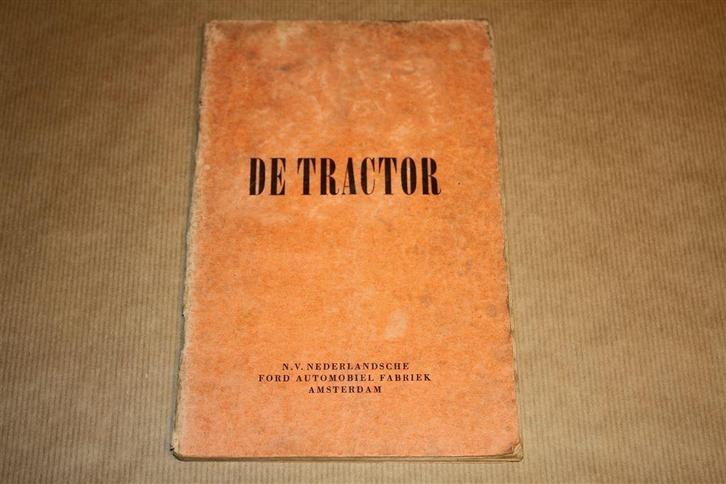 DE TRACTOR
N.V. NEDERLANDSCHE
FORD AUTOMOBIEL FABRIEK
AMSTERDAM